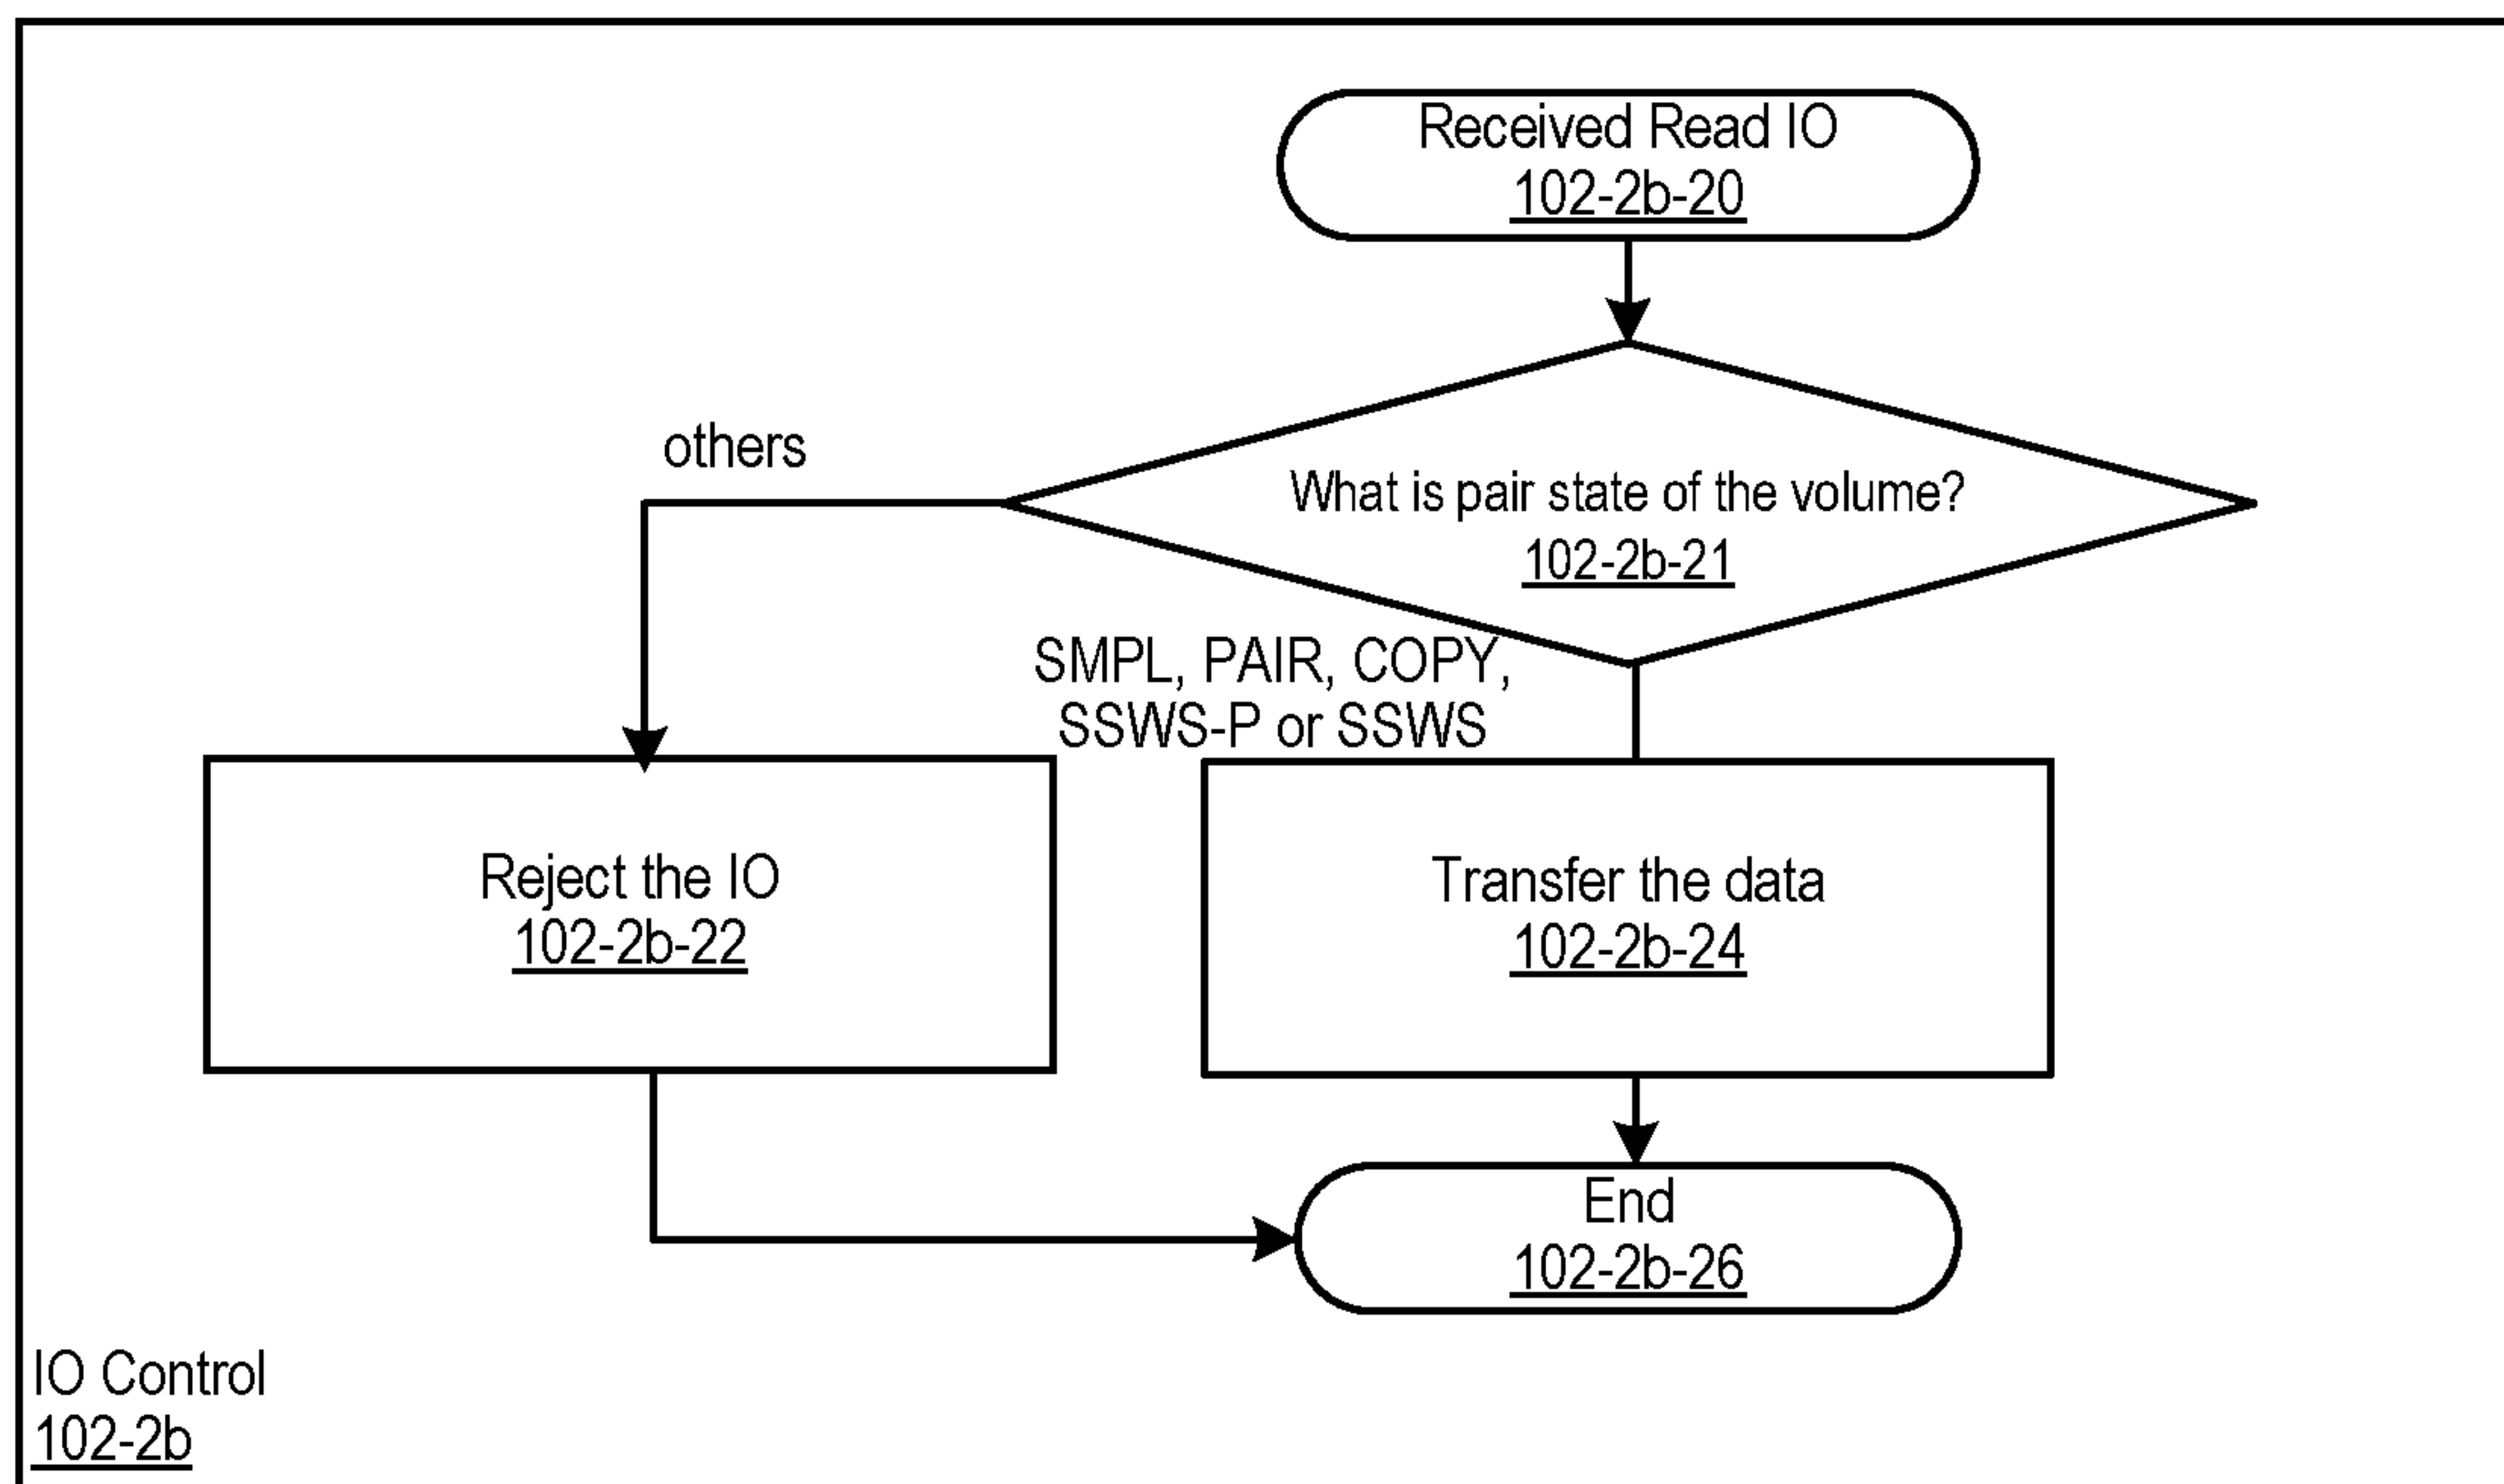 Received Read IO
102-2b-20
others
What is pair state of the volume?
102-2b-21
SMPL, PAIR, COPY,
SSWS-P or SSWS
Reject the IO
102-2b-22
Transfer the data
102-2b-24
End
102-2b-26
IO Control
102-2b